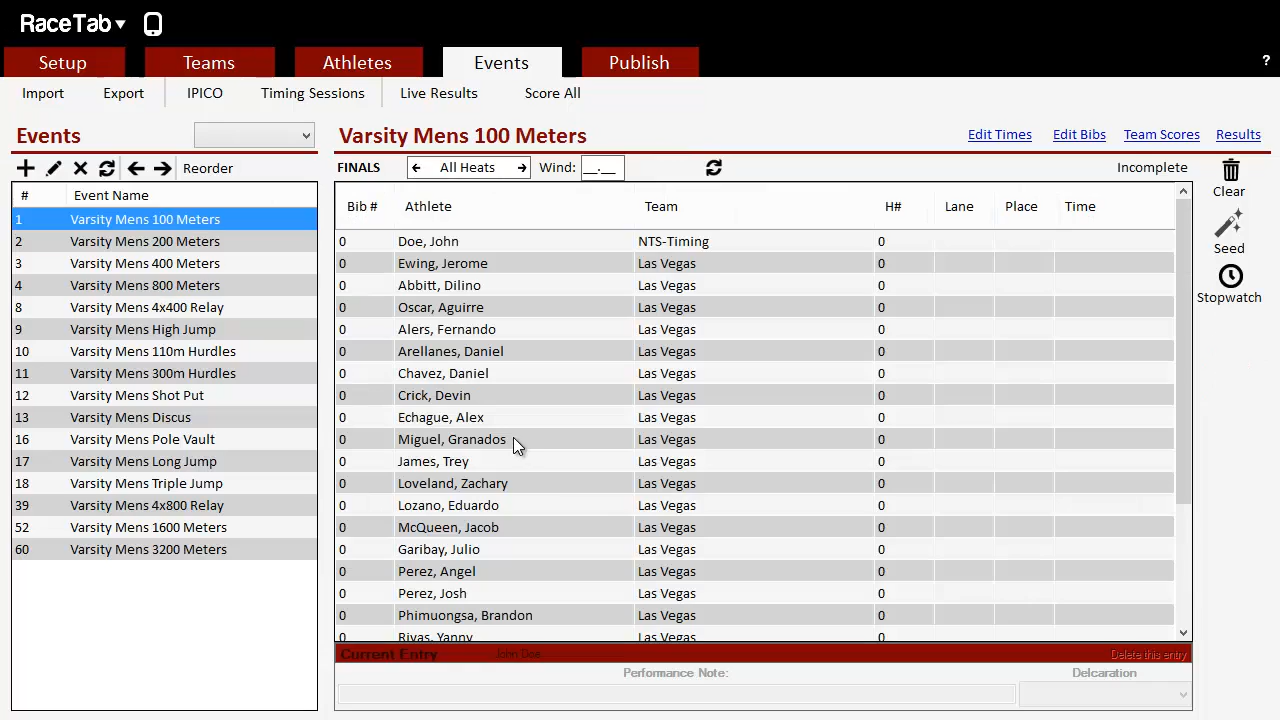 RaceTab
Setup Teams Athletes Events Publish ?
Import Export IPICO Timing Sessions Live Results Score All
Events
Reorder
# Event Name
1 Varsity Mens 100 Meters
2 Varsity Mens 200 Meters
3 Varsity Mens 400 Meters
4 Varsity Mens 800 Meters
8 Varsity Mens 4x400 Relay
9 Varsity Mens High Jump
10 Varsity Mens 110m Hurdles
11 Varsity Mens 300m Hurdles
12 Varsity Mens Shot Put
13 Varsity Mens Discus
16 Varsity Mens Pole Vault
17 Varsity Mens Long Jump
18 Varsity Mens Triple Jump
39 Varsity Mens 4x800 Relay
52 Varsity Mens 1600 Meters
60 Varsity Mens 3200 Meters
Varsity Mens 100 Meters Edit Times Edit Bibs Team Scores Results
FINALS All Heats Wind: __.__ Incomplete
Bib # Athlete Team H# Lane Place Time
0 Doe, John NTS-Timing 0
0 Ewing, Jerome Las Vegas 0
0 Abbitt, Dilino Las Vegas 0
0 Oscar, Aguirre Las Vegas 0
0 Alers, Fernando Las Vegas 0
0 Arellanes, Daniel Las Vegas 0
0 Chavez, Daniel Las Vegas 0
0 Crick, Devin Las Vegas 0
0 Echague, Alex Las Vegas 0
0 Miguel, Granados Las Vegas 0
0 James, Trey Las Vegas 0
0 Loveland, Zachary Las Vegas 0
0 Lozano, Eduardo Las Vegas 0
0 McQueen, Jacob Las Vegas 0
0 Garibay, Julio Las Vegas 0
0 Perez, Angel Las Vegas 0
0 Perez, Josh Las Vegas 0
0 Phimuongsa, Brandon Las Vegas 0
0 Rivas, Yanny Las Vegas 0
Current Entry John Doe Delete this entry
Performance Note: Delcaration
Clear
Seed
Stopwatch